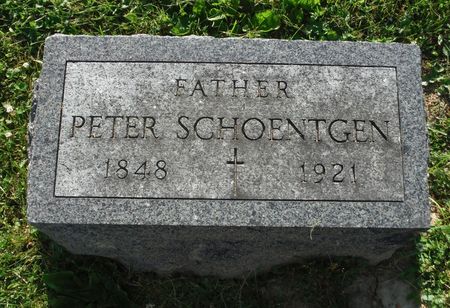 FATHER
PETER SCHOENTGEN
1848 † 1921